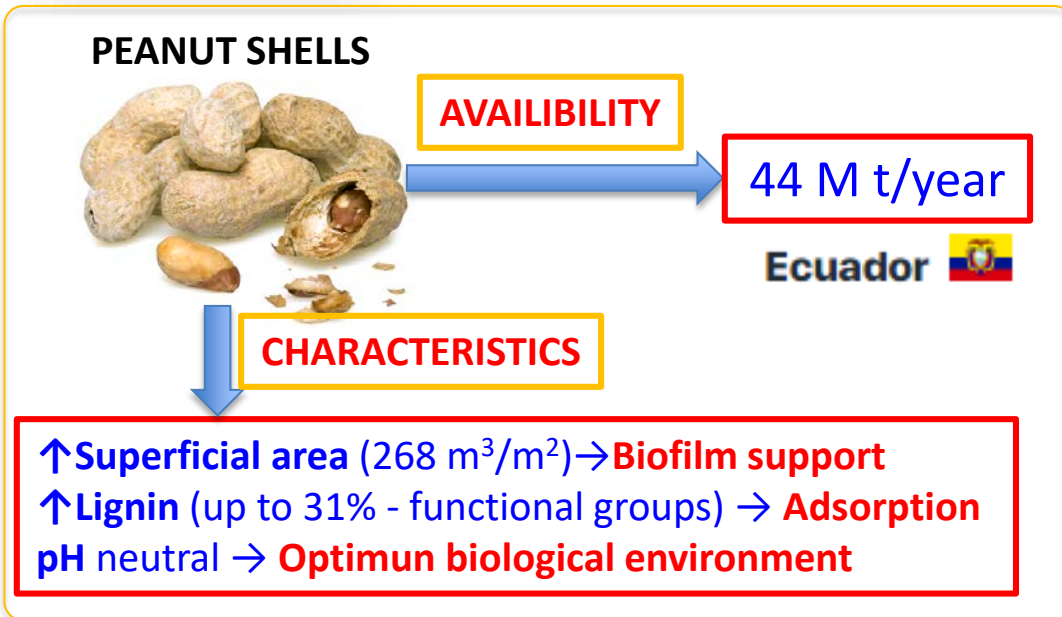 PEANUT SHELLS
AVAILIBILITY
44 M t/year
Ecuador
CHARACTERISTICS
↑Superficial area (268 m³/m²)→Biofilm support
↑Lignin (up to 31% - functional groups) → Adsorption
pH neutral → Optimun biological environment